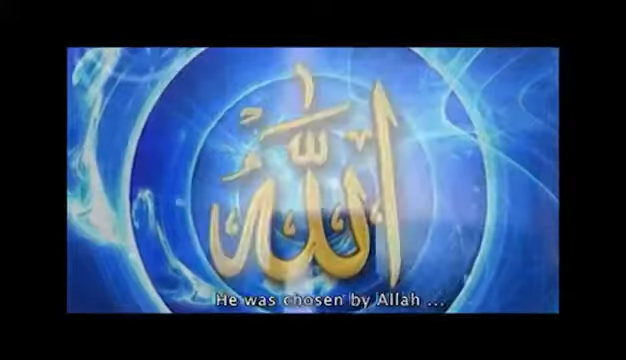 الله
He was chosen by Allah ...